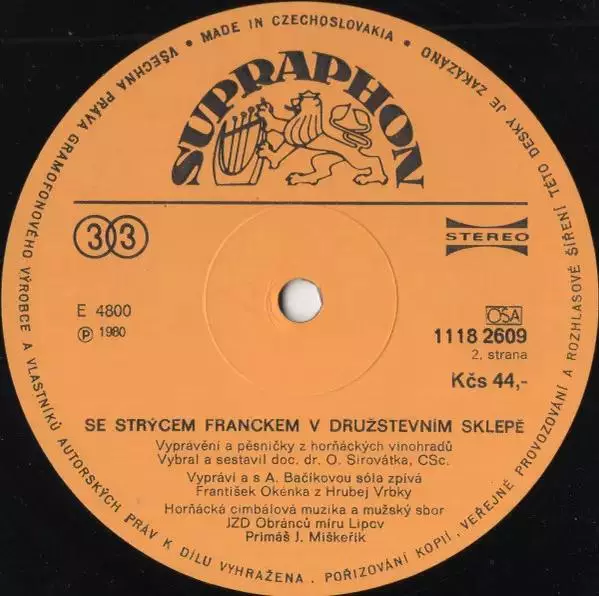 VŠECHNA PRÁVA GRAMOFONOVÉHO VÝROBCE A VLASTNÍKŮ AUTORSKÝCH PRÁV K DÍLU VYHRAŽENA. POŘIZOVÁNÍ KOPIÍ, VEŘEJNÉ PROVOZOVÁNÍ A ROZHLASOVÉ ŠÍŘENÍ TÉTO DESKY JE ZAKÁZÁNO • MADE IN CZECHOSLOVAKIA •
SUPRAPHON
33
STEREO
E 4800
Ⓟ 1980
OSA
1118 2609
2. strana
Kčs 44,-
SE STRÝCEM FRANCKEM V DRUŽSTEVNÍM SKLEPĚ
Vyprávění a pěsničky z horňáckých vinohradů
Vybral a sestavil doc. dr. O. Sirovátka, CSc.
Vypráví a s A. Bačíkovou sóla zpívá
František Okénka z Hrubej Vrbky
Horňácká cimbálová muzika a mužský sbor
JZD Obránců míru Lipov
Primáš J. Miškeřík